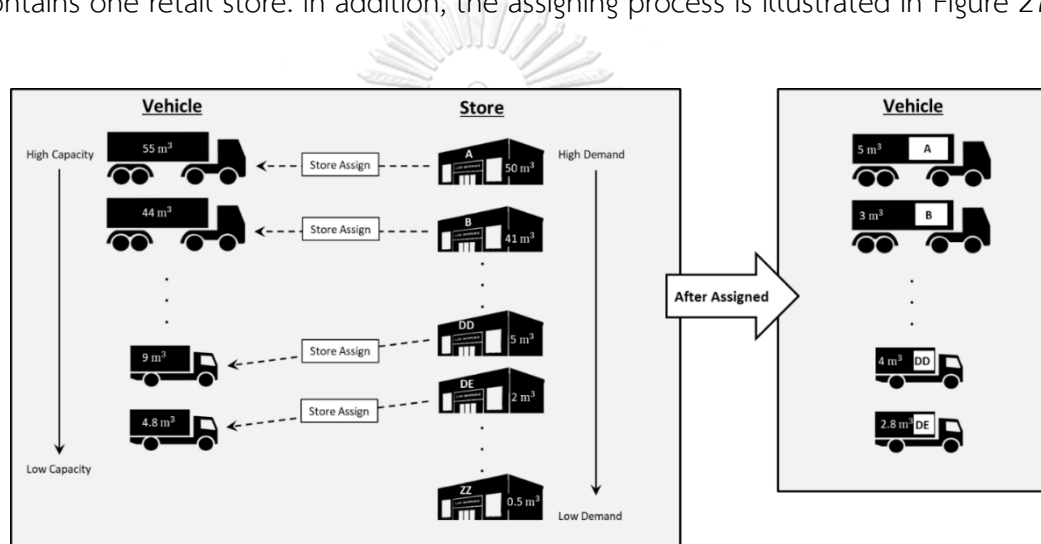 ontains one retail store. In addition, the assigning process is illustrated in Figure 27
Vehicle
Store
High Capacity
55 m³
Store Assign
A
50 m³
High Demand
44 m³
Store Assign
B
41 m³
9 m³
Store Assign
DD
5 m³
4.8 m³
Store Assign
DE
2 m³
Low Capacity
ZZ
0.5 m³
Low Demand
After Assigned
Vehicle
5 m³
A
3 m³
B
4 m³
DD
2.8 m³
DE